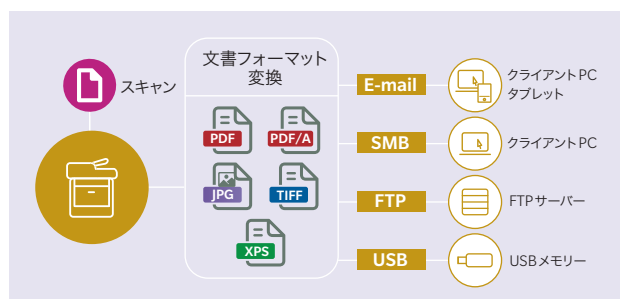 スキャン
文書フォーマット
変換
PDF
PDF/A
JPG
TIFF
XPS
E-mail
クライアントPC
タブレット
SMB
クライアントPC
FTP
FTPサーバー
USB
USBメモリー